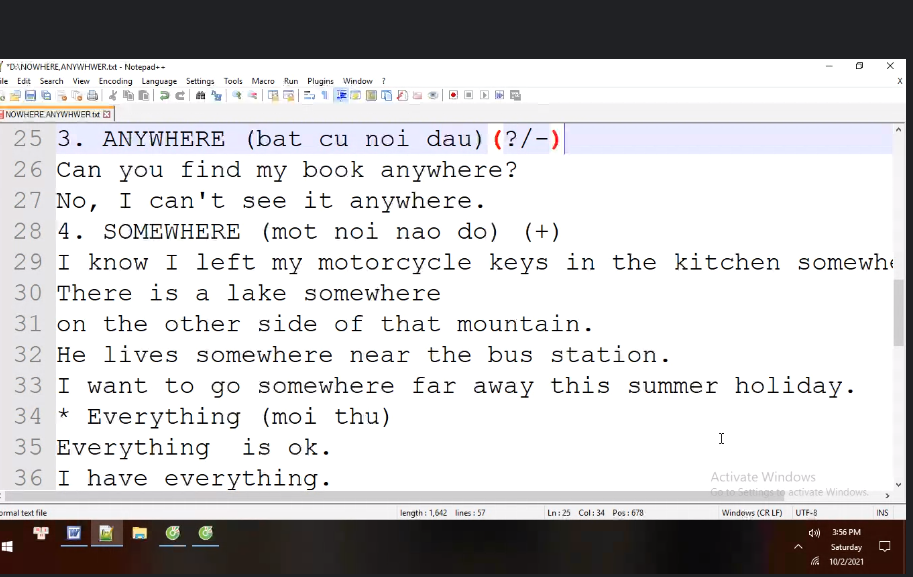 *D:\NOWHERE,ANYWHWER.txt - Notepad++
ile Edit Search View Encoding Language Settings Tools Macro Run Plugins Window ? X
NOWHERE,ANYWHWER.txt
25 3. ANYWHERE (bat cu noi dau)(?/-)
26 Can you find my book anywhere?
27 No, I can't see it anywhere.
28 4. SOMEWHERE (mot noi nao do) (+)
29 I know I left my motorcycle keys in the kitchen somewhe
30 There is a lake somewhere
31 on the other side of that mountain.
32 He lives somewhere near the bus station.
33 I want to go somewhere far away this summer holiday.
34 * Everything (moi thu)
35 Everything  is ok.
36 I have everything.
Activate Windows
Go to Settings to activate Windows.
ormal text file length : 1,642 lines : 57 Ln : 25 Col : 34 Pos : 678 Windows (CR LF) UTF-8 INS
3:56 PM
Saturday
10/2/2021